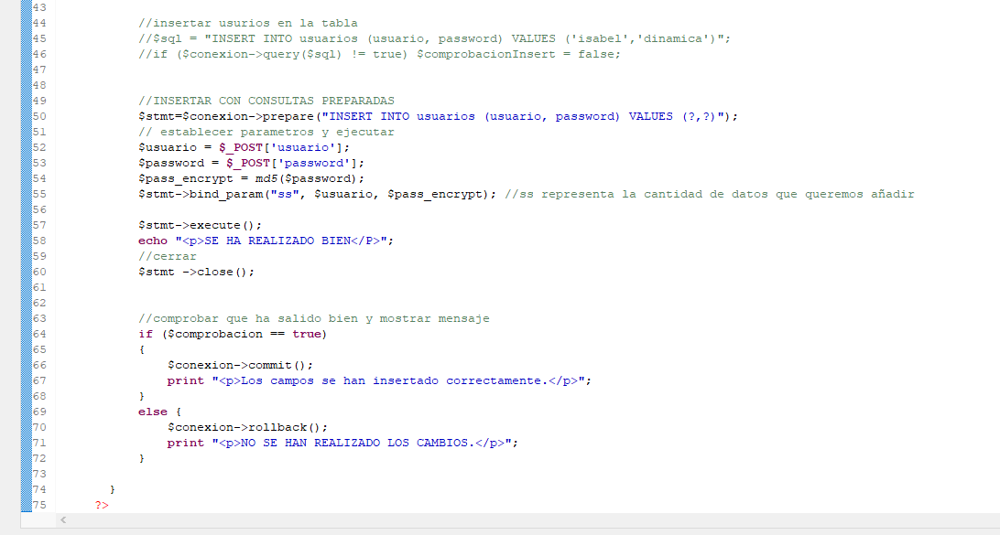 43
44 //insertar usurios en la tabla
45 //$sql = "INSERT INTO usuarios (usuario, password) VALUES ('isabel','dinamica')";
46 //if ($conexion->query($sql) != true) $comprobacionInsert = false;
47
48
49 //INSERTAR CON CONSULTAS PREPARADAS
50 $stmt=$conexion->prepare("INSERT INTO usuarios (usuario, password) VALUES (?,?)");
51 // establecer parametros y ejecutar
52 $usuario = $_POST['usuario'];
53 $password = $_POST['password'];
54 $pass_encrypt = md5($password);
55 $stmt->bind_param("ss", $usuario, $pass_encrypt); //ss representa la cantidad de datos que queremos añadir
56
57 $stmt->execute();
58 echo "<p>SE HA REALIZADO BIEN</P>";
59 //cerrar
60 $stmt ->close();
61
62
63 //comprobar que ha salido bien y mostrar mensaje
64 if ($comprobacion == true)
65 {
66 $conexion->commit();
67 print "<p>Los campos se han insertado correctamente.</p>";
68 }
69 else {
70 $conexion->rollback();
71 print "<p>NO SE HAN REALIZADO LOS CAMBIOS.</p>";
72 }
73
74 }
75 ?>